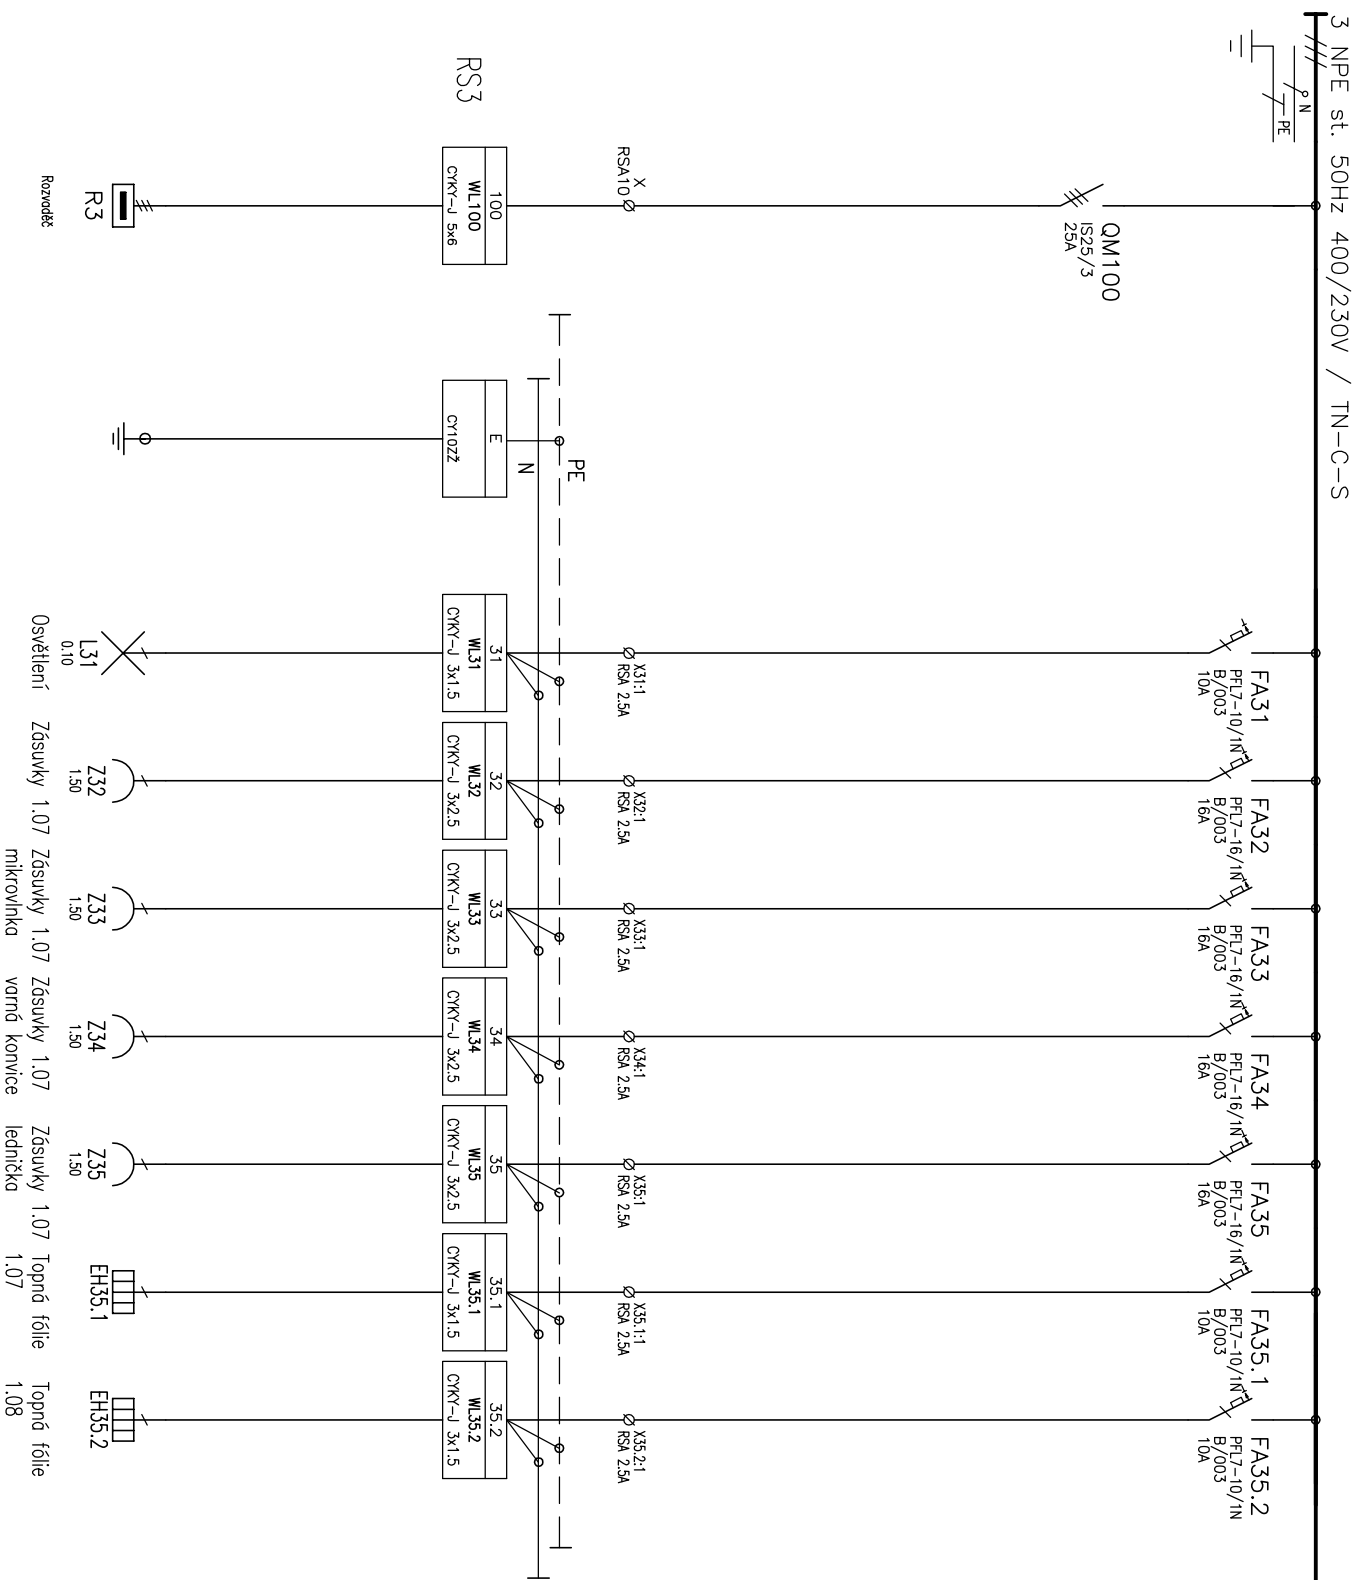 3 NPE st. 50Hz 400/230V / TN-C-S
N
PE
QM100
IS25/3
25A
FA31
PFL7-10/1N
B/003
10A
FA32
PFL7-16/1N
B/003
16A
FA33
PFL7-16/1N
B/003
16A
FA34
PFL7-16/1N
B/003
16A
FA35
PFL7-16/1N
B/003
16A
FA35.1
PFL7-10/1N
B/003
10A
FA35.2
PFL7-10/1N
B/003
10A
X
RSA10
X31:1
RSA 2.5A
X32:1
RSA 2.5A
X33:1
RSA 2.5A
X34:1
RSA 2.5A
X35:1
RSA 2.5A
X35.1:1
RSA 2.5A
X35.2:1
RSA 2.5A
PE
N
RS3
100
WL100
CYKY-J 5x6
E
CY10ZŽ
31
WL31
CYKY-J 3x1.5
32
WL32
CYKY-J 3x2.5
33
WL33
CYKY-J 3x2.5
34
WL34
CYKY-J 3x2.5
35
WL35
CYKY-J 3x2.5
35.1
WL35.1
CYKY-J 3x1.5
35.2
WL35.2
CYKY-J 3x1.5
R3
Rozvaděč
L31
0.10
Osvětlení
Z32
1.50
Zásuvky 1.07
Z33
1.50
Zásuvky 1.07
mikrovlnka
Z34
1.50
Zásuvky 1.07
varná konvice
Z35
1.50
Zásuvky 1.07
lednička
EH35.1
Topná fólie
1.07
EH35.2
Topná fólie
1.08